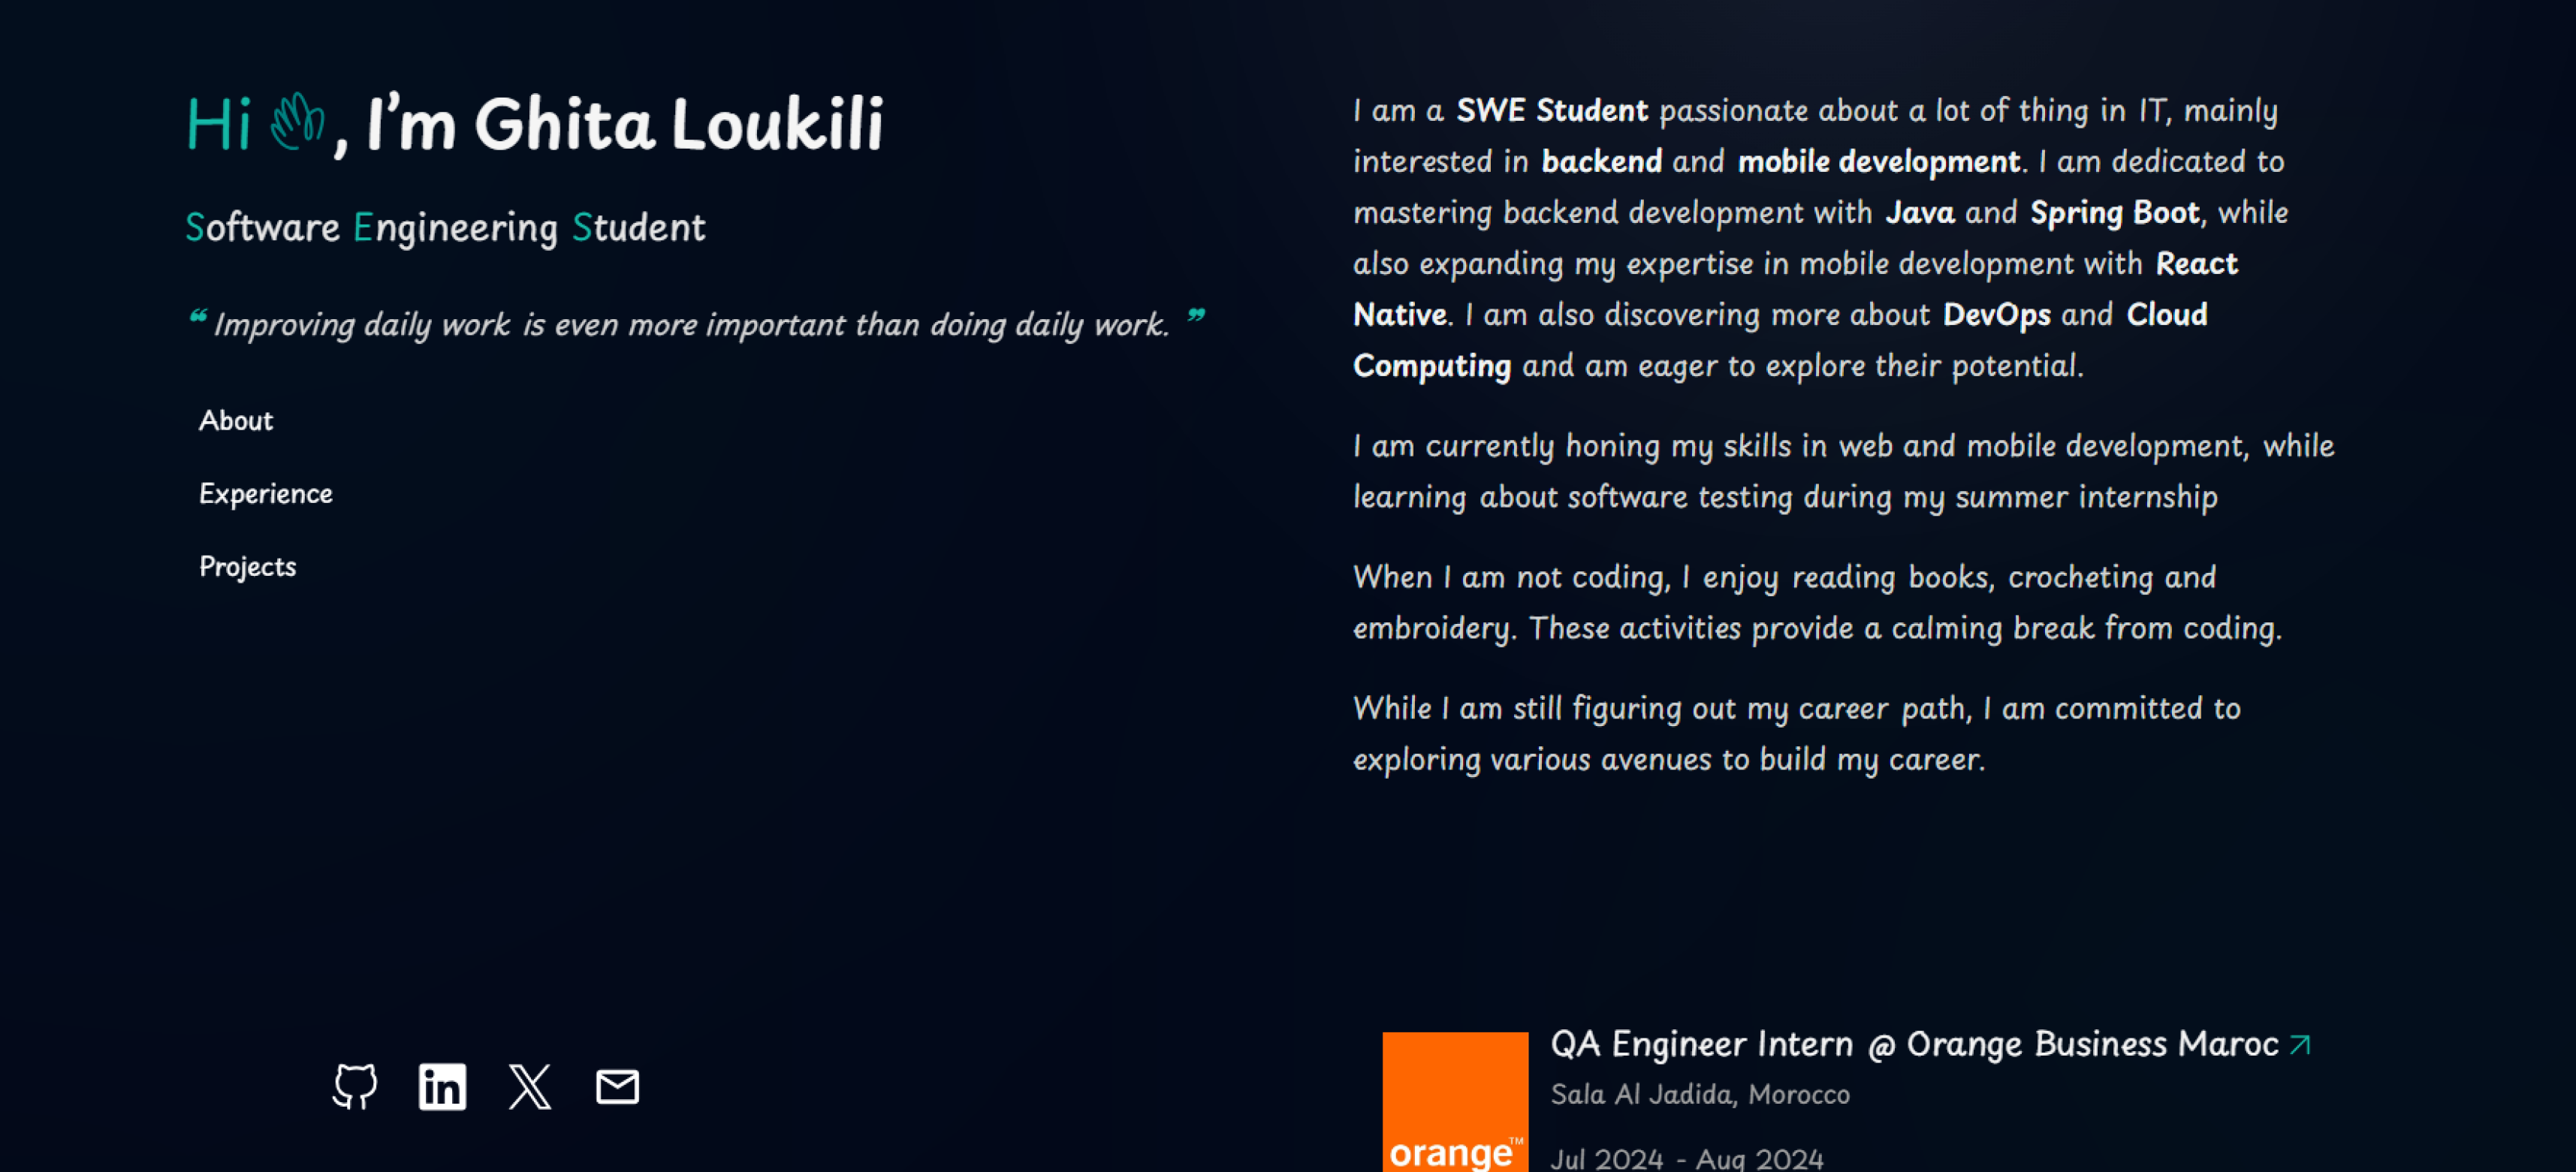 Hi 👋, I’m Ghita Loukili
Software Engineering Student
“ Improving daily work is even more important than doing daily work. ”
About
Experience
Projects
I am a SWE Student passionate about a lot of thing in IT, mainly
interested in backend and mobile development. I am dedicated to
mastering backend development with Java and Spring Boot, while
also expanding my expertise in mobile development with React
Native. I am also discovering more about DevOps and Cloud
Computing and am eager to explore their potential.
I am currently honing my skills in web and mobile development, while
learning about software testing during my summer internship
When I am not coding, I enjoy reading books, crocheting and
embroidery. These activities provide a calming break from coding.
While I am still figuring out my career path, I am committed to
exploring various avenues to build my career.
in
X
orange™
QA Engineer Intern @ Orange Business Maroc
Sala Al Jadida, Morocco
Jul 2024 - Aug 2024